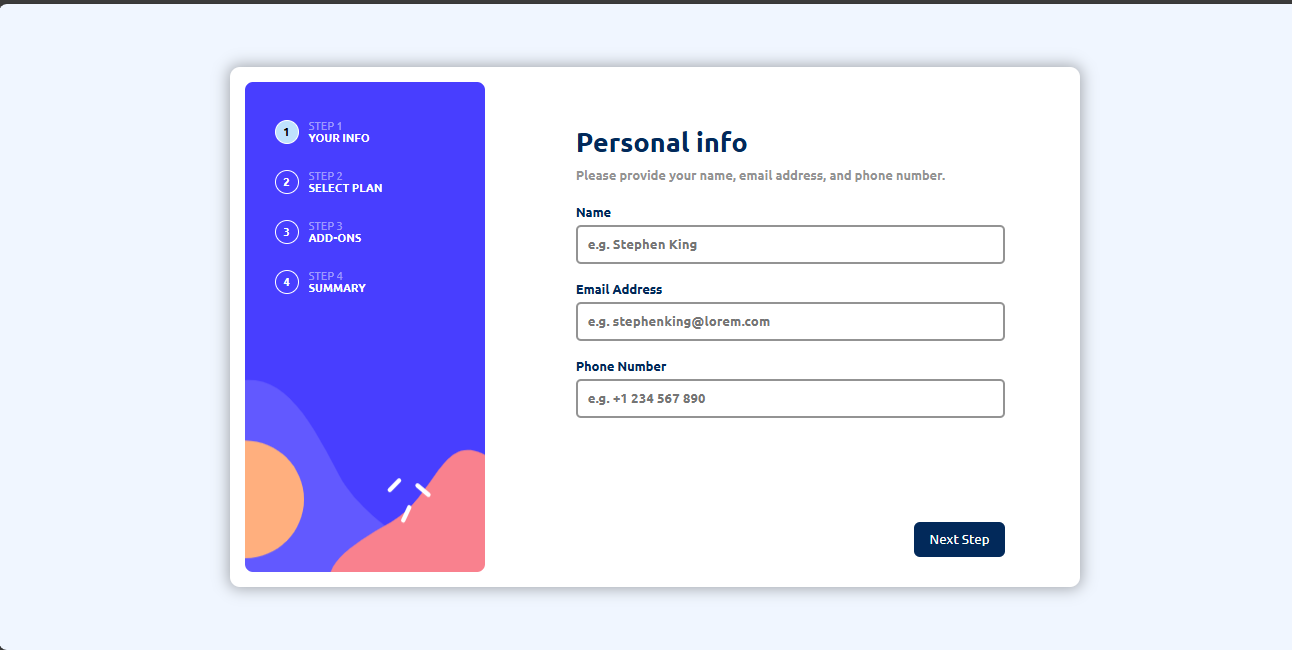 1
STEP 1
YOUR INFO
2
STEP 2
SELECT PLAN
3
STEP 3
ADD-ONS
4
STEP 4
SUMMARY
Personal info
Please provide your name, email address, and phone number.
Name
e.g. Stephen King
Email Address
e.g. stephenking@lorem.com
Phone Number
e.g. +1 234 567 890
Next Step